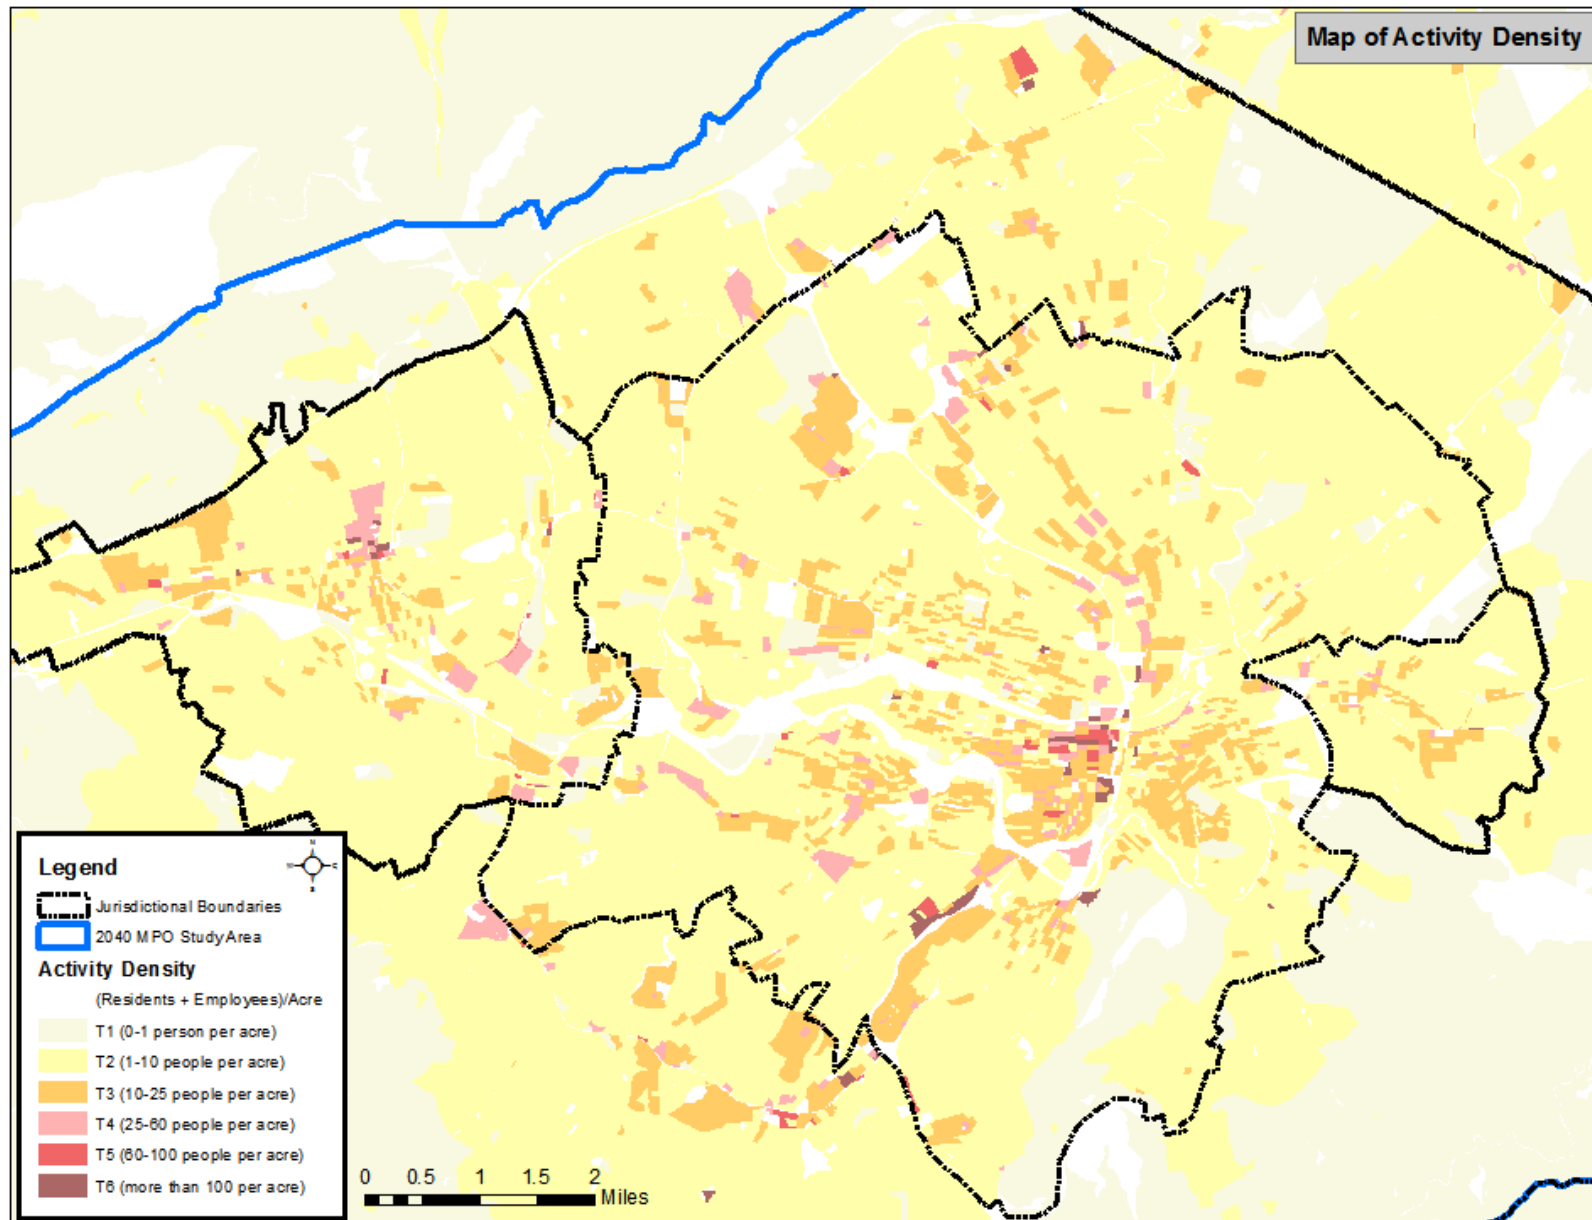 Map of Activity Density
Legend
N
Jurisdictional Boundaries
2040 MPO Study Area
Activity Density
(Residents + Employees)/Acre
T1 (0-1 person per acre)
T2 (1-10 people per acre)
T3 (10-25 people per acre)
T4 (25-60 people per acre)
T5 (60-100 people per acre)
T6 (more than 100 per acre)
0 0.5 1 1.5 2
Miles